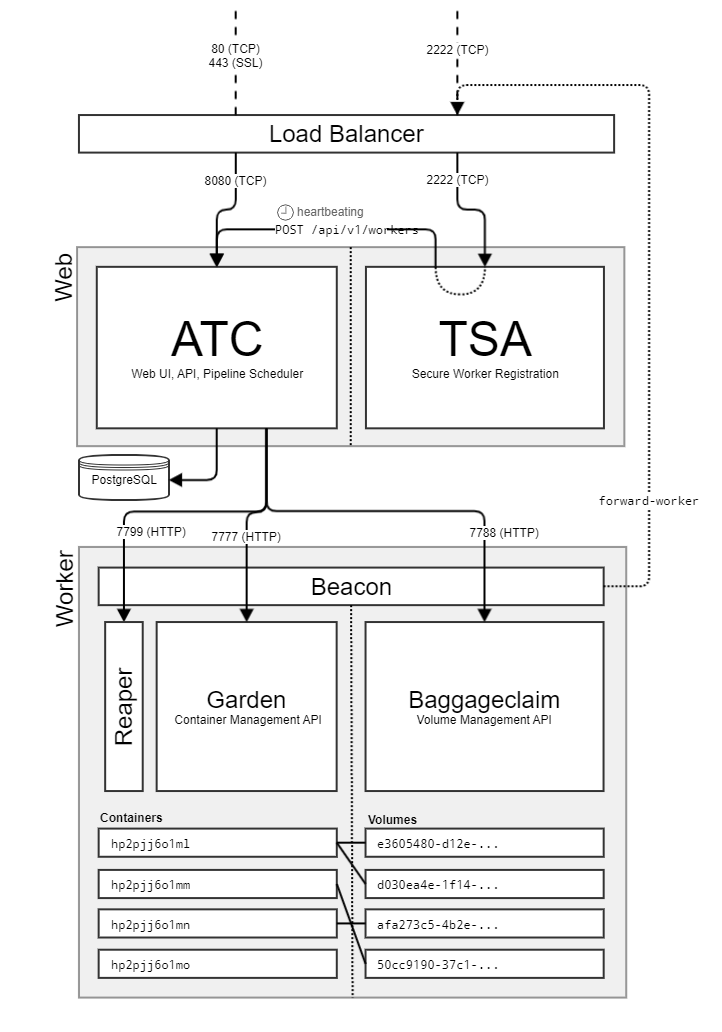 80 (TCP)
443 (SSL)
2222 (TCP)
Load Balancer
8080 (TCP)
2222 (TCP)
heartbeating
POST /api/v1/workers
Web
ATC
Web UI, API, Pipeline Scheduler
TSA
Secure Worker Registration
PostgreSQL
forward-worker
7799 (HTTP)
7777 (HTTP)
7788 (HTTP)
Worker
Beacon
Reaper
Garden
Container Management API
Baggageclaim
Volume Management API
Containers
Volumes
hp2pjj6o1ml
e3605480-d12e-...
hp2pjj6o1mm
d030ea4e-1f14-...
hp2pjj6o1mn
afa273c5-4b2e-...
hp2pjj6o1mo
50cc9190-37c1-...